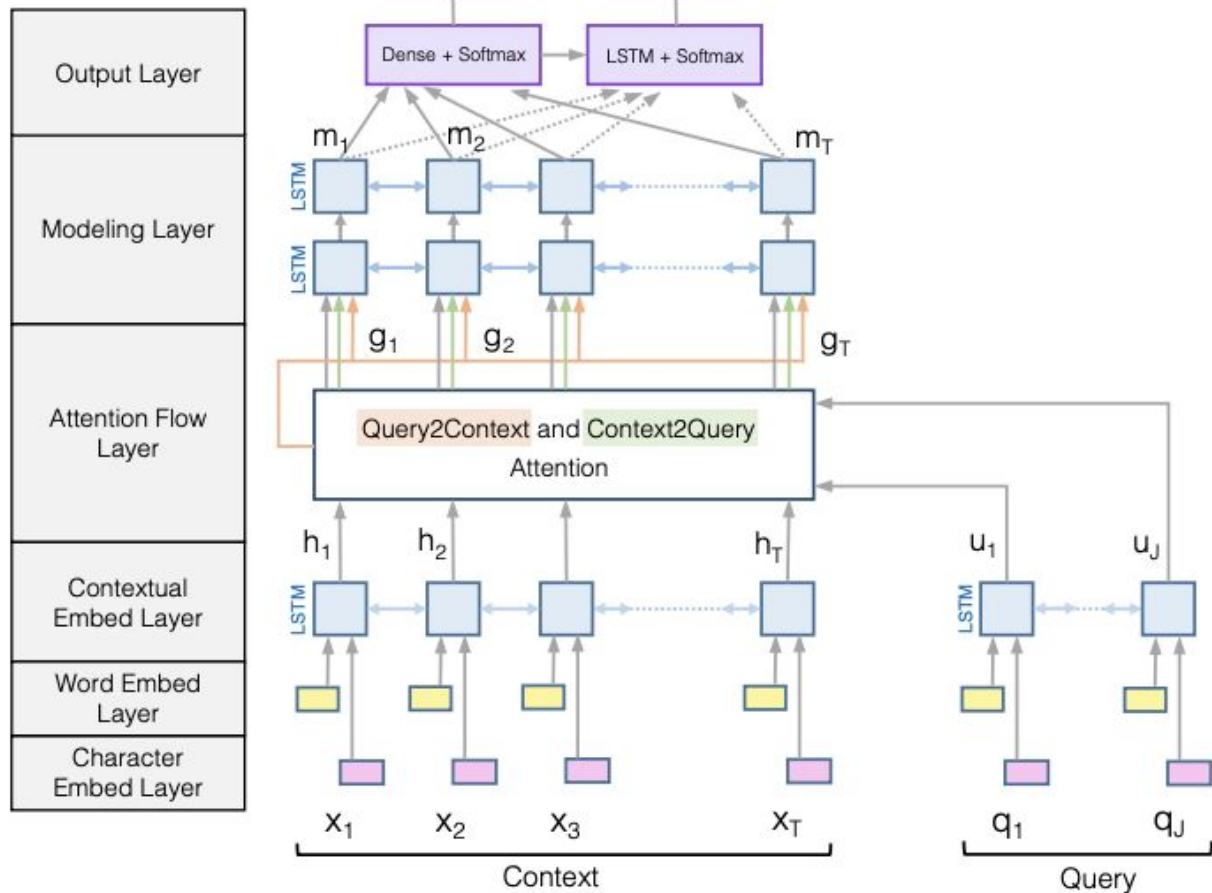 Output Layer
Dense + Softmax
LSTM + Softmax
m1
m2
mT
LSTM
Modeling Layer
LSTM
g1
g2
gT
Attention Flow
Layer
Query2Context and Context2Query
Attention
h1
h2
hT
u1
uJ
Contextual
Embed Layer
LSTM
LSTM
Word Embed
Layer
Character
Embed Layer
x1
x2
x3
xT
q1
qJ
Context
Query